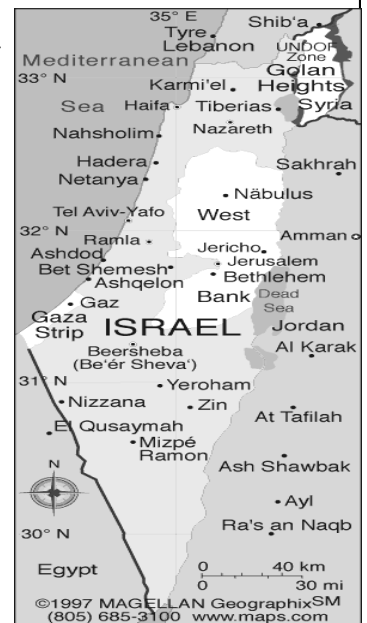 35° E
Shib'a
Tyre
Lebanon
UNDOF
Zone
Mediterranean
Golan
33° N
Heights
Karmi'el
Sea
Haifa
Tiberias
Syria
Nazareth
Nahsholim
Hadera
Sakhrah
Netanya
Näbulus
Tel Aviv-Yafo
West
32° N
Ramla
Amman
Jericho
Ashdod
Jerusalem
Bet Shemesh
Bethlehem
Ashqelon
Bank
Dead
Sea
Gaz
Gaza
Strip
ISRAEL
Jordan
Beersheba
(Be'ér Sheva')
Al Karak
31° N
Yeroham
Nizzana
Zin
At Tafilah
El Qusaymah
Mizpé
Ramon
N
Ash Shawbak
Ayl
Ra's an Naqb
30° N
Egypt
0 40 km
0 30 mi
©1997 MAGELLAN GeographixSM
(805) 685-3100 www.maps.com